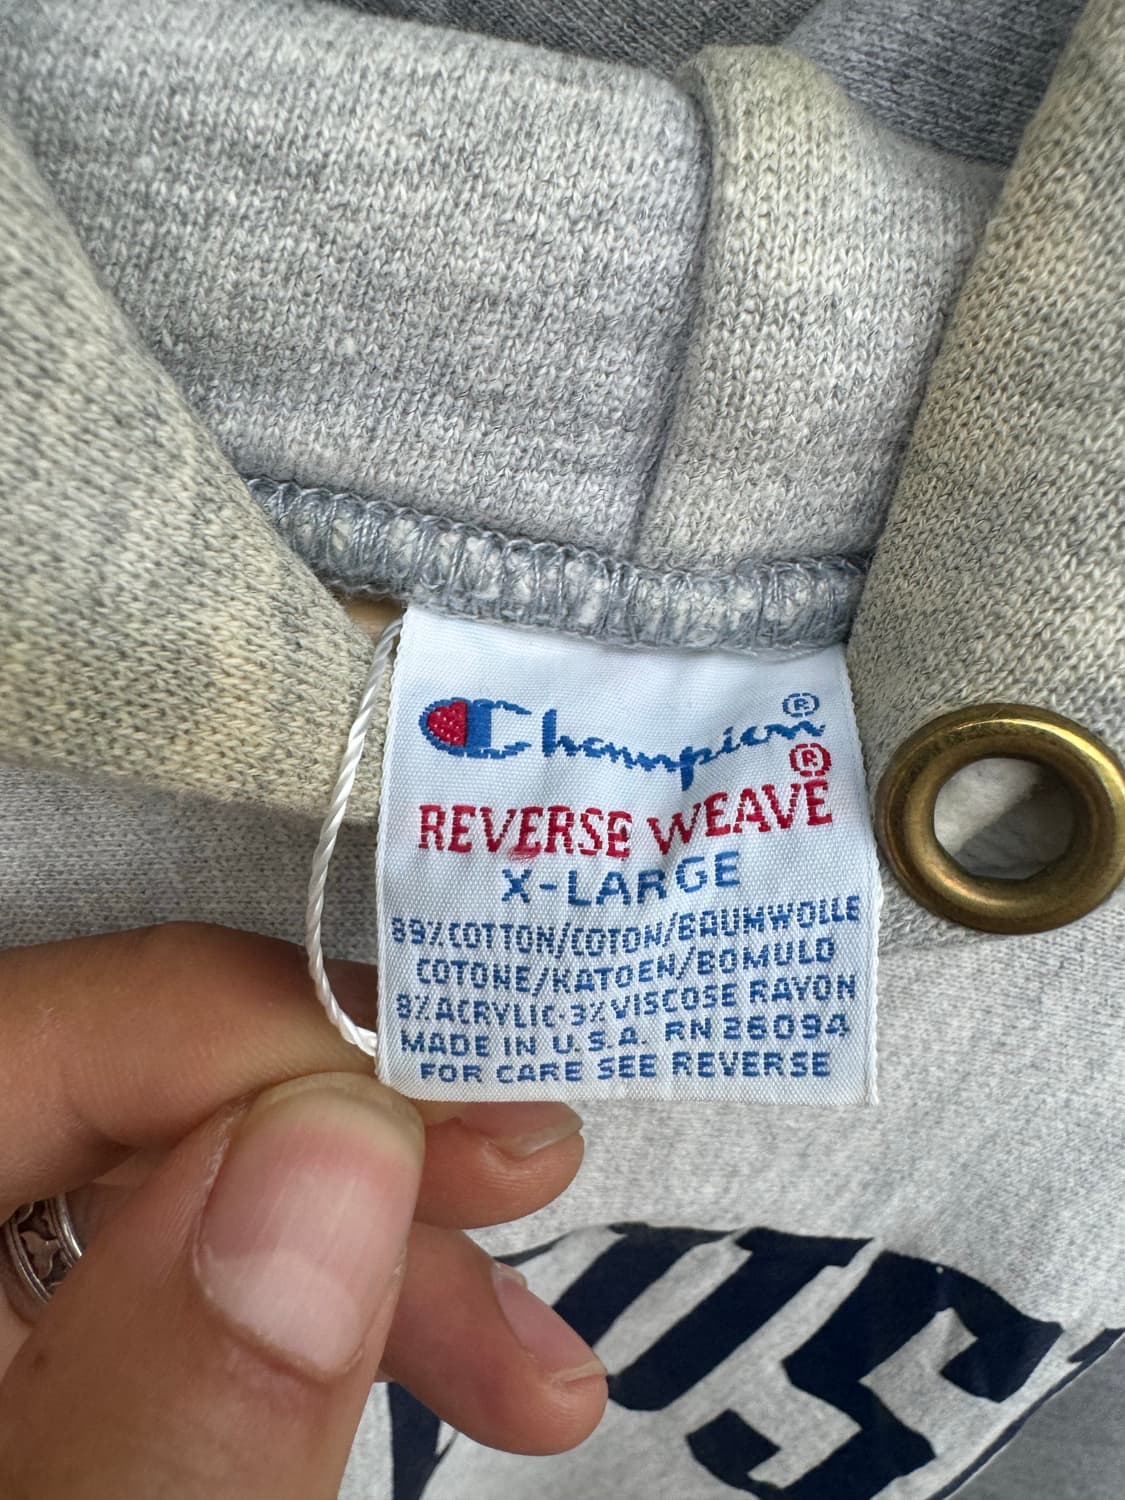 Champion®
REVERSE WEAVE®
X-LARGE
89%COTTON/COTON/BAUMWOLLE
COTONE/KATOEN/BOMULD
8%ACRYLIC·3%VISCOSE RAYON
MADE IN U.S.A. RN 26094
FOR CARE SEE REVERSE
US